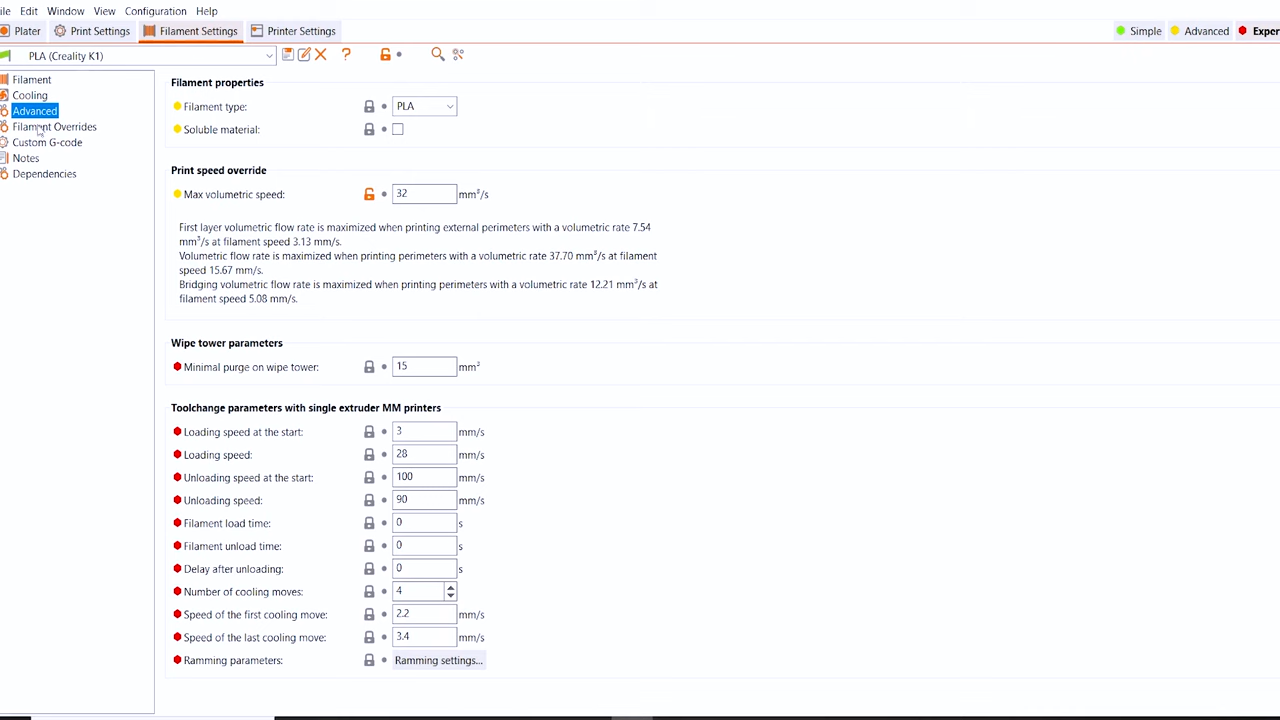 Edit Window View Configuration Help
Plater Print Settings Filament Settings Printer Settings Simple Advanced
PLA (Creality K1)
Filament
Cooling
Advanced
Filament Overrides
Custom G-code
Notes
Dependencies
Filament properties
Filament type: PLA
Soluble material:
Print speed override
Max volumetric speed: 32 mm³/s
First layer volumetric flow rate is maximized when printing external perimeters with a volumetric rate 7.54
mm³/s at filament speed 3.13 mm/s.
Volumetric flow rate is maximized when printing perimeters with a volumetric rate 37.70 mm³/s at filament
speed 15.67 mm/s.
Bridging volumetric flow rate is maximized when printing perimeters with a volumetric rate 12.21 mm³/s at
filament speed 5.08 mm/s.
Wipe tower parameters
Minimal purge on wipe tower: 15 mm³
Toolchange parameters with single extruder MM printers
Loading speed at the start: 3 mm/s
Loading speed: 28 mm/s
Unloading speed at the start: 100 mm/s
Unloading speed: 90 mm/s
Filament load time: 0 s
Filament unload time: 0 s
Delay after unloading: 0 s
Number of cooling moves: 4
Speed of the first cooling move: 2.2 mm/s
Speed of the last cooling move: 3.4 mm/s
Ramming parameters: Ramming settings...